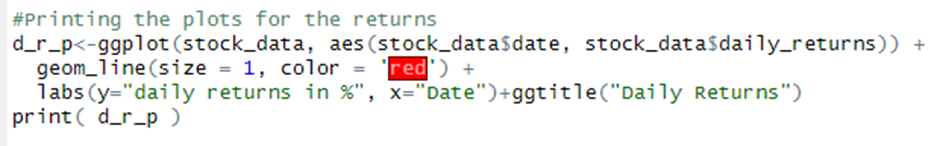 #Printing the plots for the returns
d_r_p<-ggplot(stock_data, aes(stock_data$date, stock_data$daily_returns)) +
  geom_line(size = 1, color = 'red') +
  labs(y="daily returns in %", x="Date")+ggtitle("Daily Returns")
print( d_r_p )